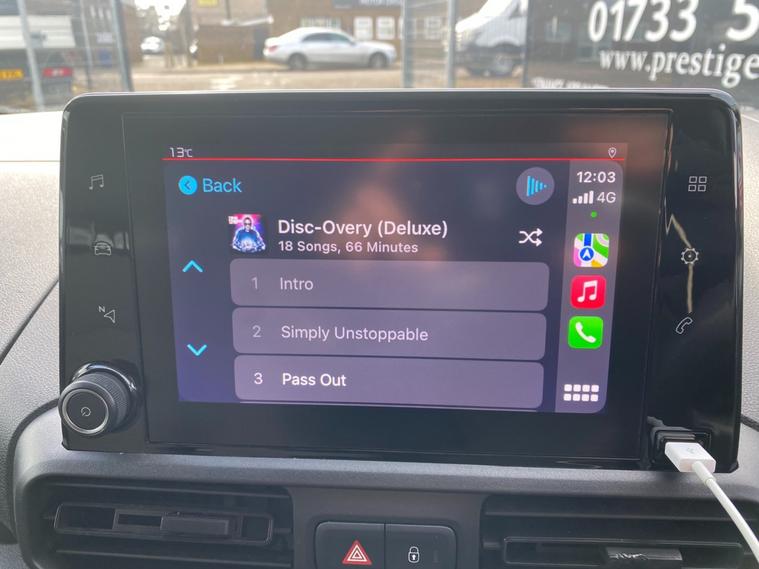 01733 5
www.prestige
13°C
Back
12:03
4G
Disc-Overy (Deluxe)
18 Songs, 66 Minutes
1 Intro
2 Simply Unstoppable
3 Pass Out
N